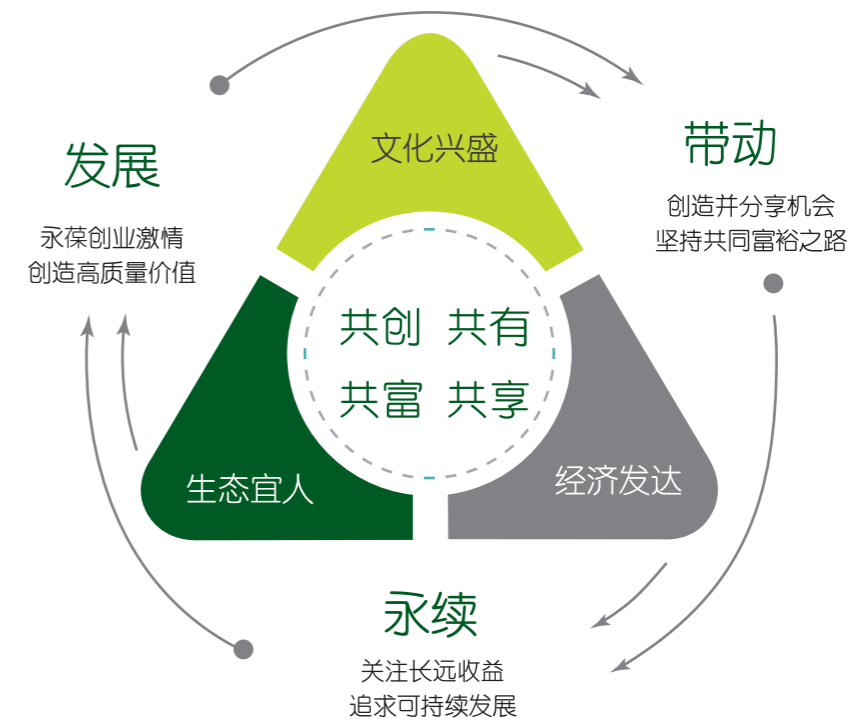 文化兴盛
发展
永葆创业激情
创造高质量价值
带动
创造并分享机会
坚持共同富裕之路
共创 共有
共富 共享
生态宜人
经济发达
永续
关注长远收益
追求可持续发展